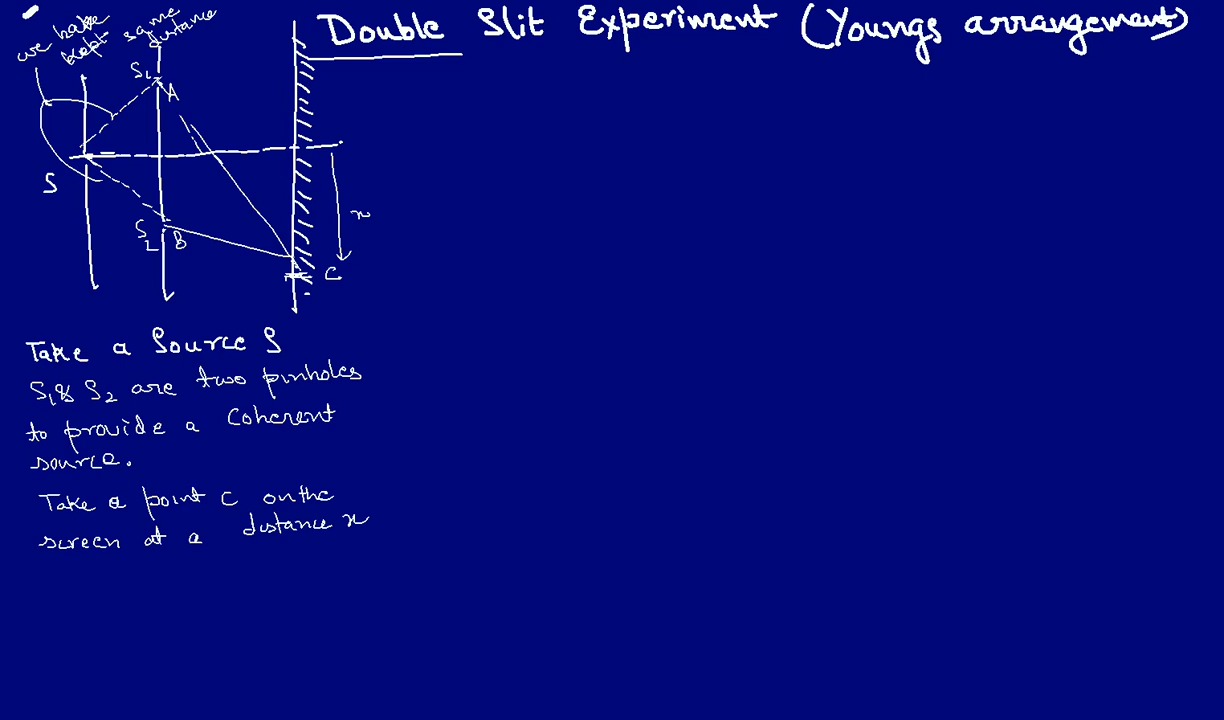 Double Slit Experiment (Youngs arrangement)
we have
kept
same
distance
S1
A
S
S2
B
x
C
Take a Source S
S1 & S2 are two pinholes
to provide a coherent
source.
Take a point C on the
screen at a distance x